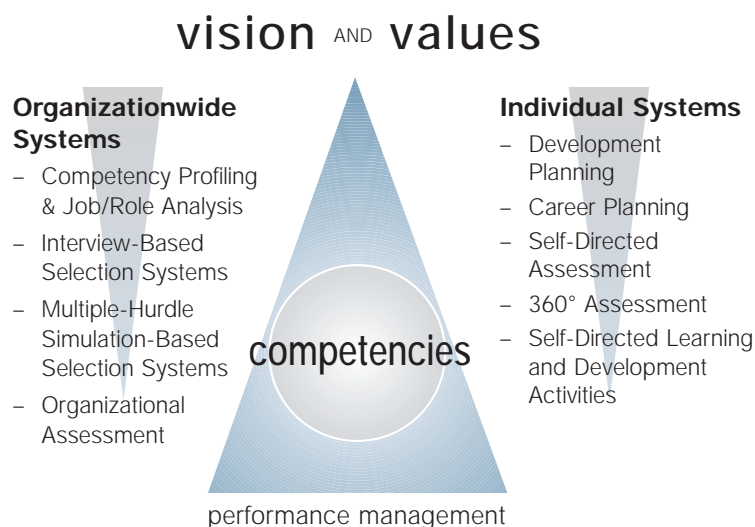 vision AND values
Organizationwide
Systems
– Competency Profiling
& Job/Role Analysis
– Interview-Based
Selection Systems
– Multiple-Hurdle
Simulation-Based
Selection Systems
– Organizational
Assessment
competencies
Individual Systems
– Development
Planning
– Career Planning
– Self-Directed
Assessment
– 360° Assessment
– Self-Directed Learning
and Development
Activities
performance management